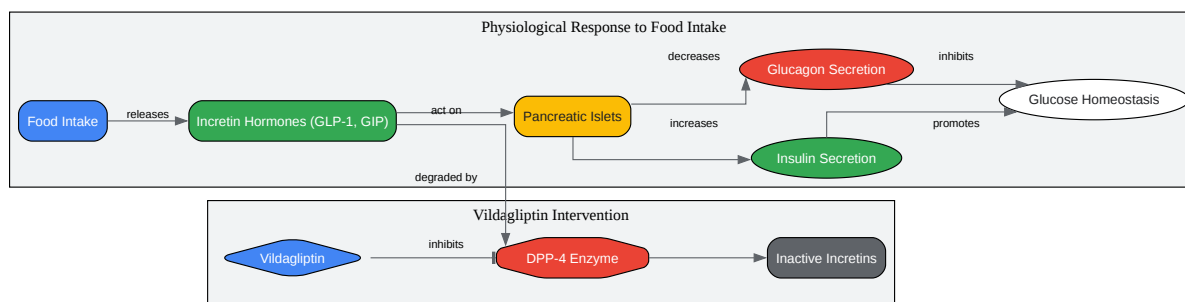 Physiological Response to Food Intake
decreases
inhibits
Glucagon Secretion
Glucose Homeostasis
releases
act on
Food Intake
Incretin Hormones (GLP-1, GIP)
Pancreatic Islets
increases
promotes
Insulin Secretion
degraded by
Vildagliptin Intervention
inhibits
Vildagliptin
DPP-4 Enzyme
Inactive Incretins